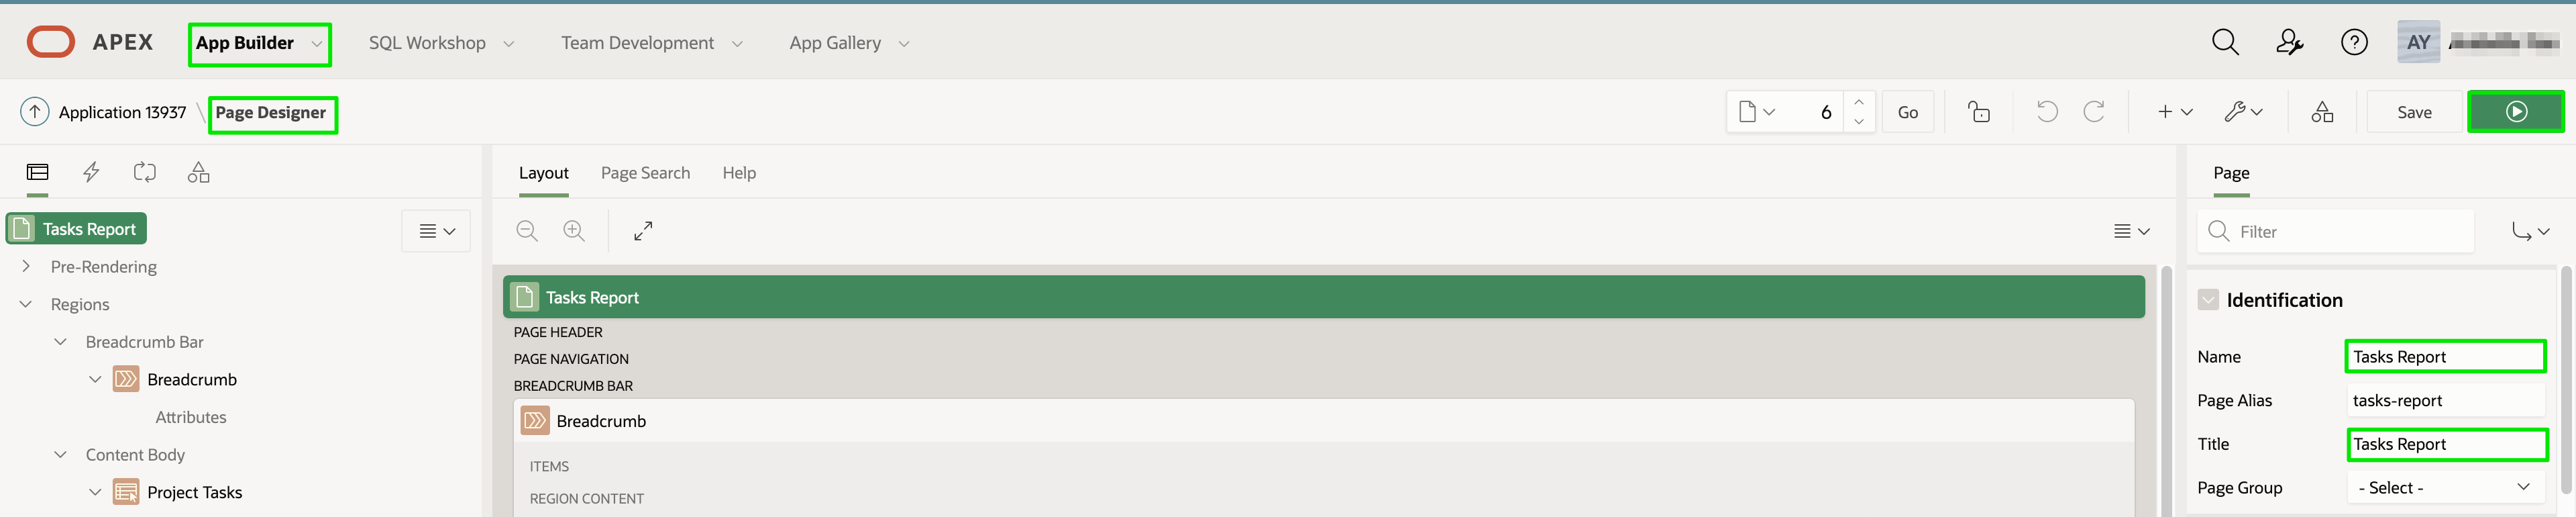 APEX App Builder SQL Workshop Team Development App Gallery AY
Application 13937 \ Page Designer 6 Go Save
Layout Page Search Help Page
Tasks Report Filter
Pre-Rendering
Tasks Report
Identification
Regions
PAGE HEADER
Breadcrumb Bar
PAGE NAVIGATION
Name Tasks Report
Breadcrumb
BREADCRUMB BAR
Page Alias tasks-report
Attributes
Breadcrumb
Title Tasks Report
Content Body
ITEMS
Project Tasks
REGION CONTENT
Page Group - Select -